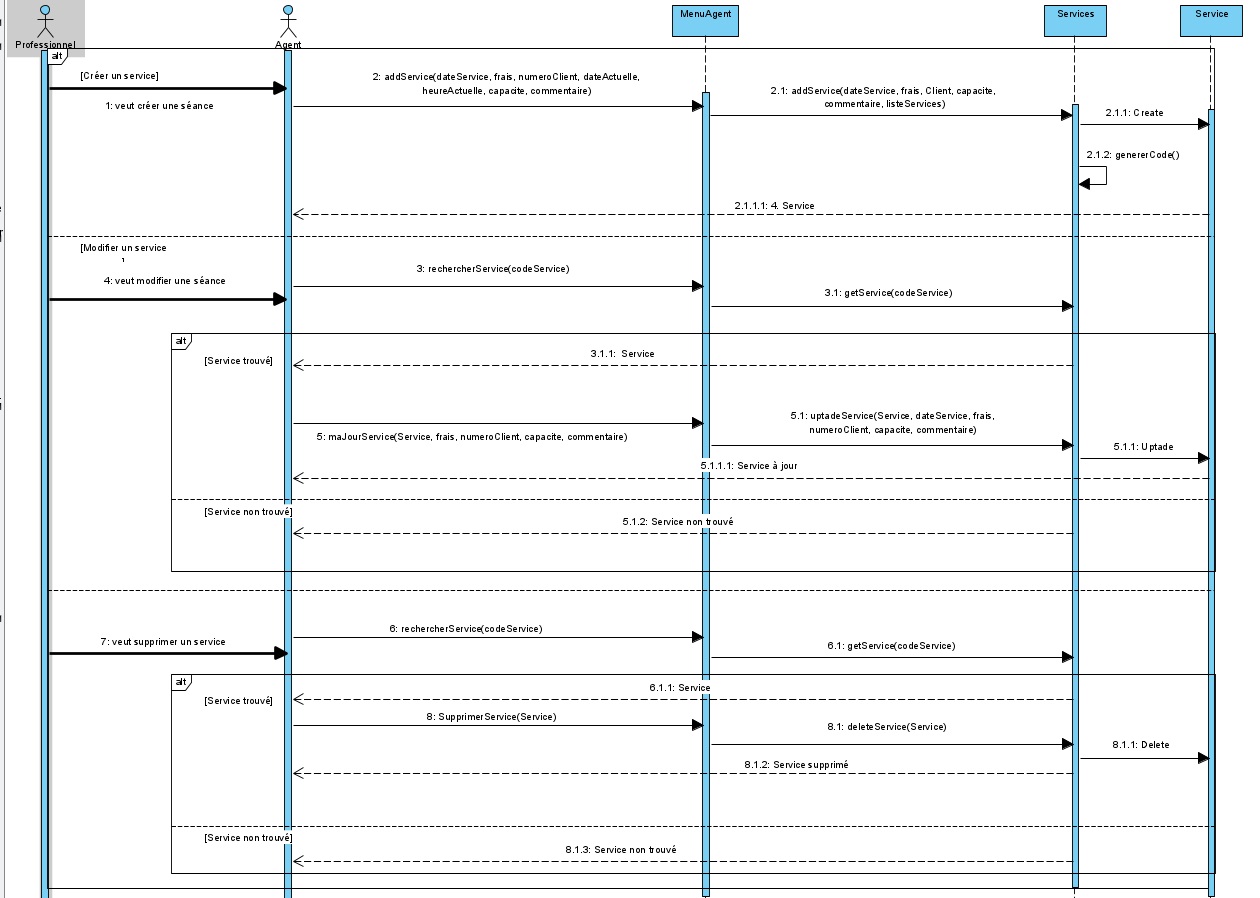 Professionnel
Agent
MenuAgent
Services
Service
alt
[Créer un service]
1: veut créer une séance
2: addService(dateService, frais, numeroClient, dateActuelle,
heureActuelle, capacite, commentaire)
2.1: addService(dateService, frais, Client, capacite,
commentaire, listeServices)
2.1.1: Create
2.1.2: genererCode()
2.1.1.1: 4. Service
[Modifier un service
]
4: veut modifier une séance
3: rechercherService(codeService)
3.1: getService(codeService)
alt
[Service trouvé]
3.1.1: Service
5: maJourService(Service, frais, numeroClient, capacite, commentaire)
5.1: uptadeService(Service, dateService, frais,
numeroClient, capacite, commentaire)
5.1.1: Uptade
5.1.1.1: Service à jour
[Service non trouvé]
5.1.2: Service non trouvé
7: veut supprimer un service
6: rechercherService(codeService)
6.1: getService(codeService)
alt
[Service trouvé]
6.1.1: Service
8: SupprimerService(Service)
8.1: deleteService(Service)
8.1.1: Delete
8.1.2: Service supprimé
[Service non trouvé]
8.1.3: Service non trouvé